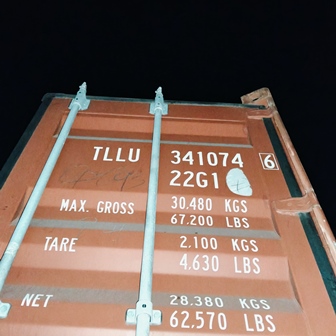 TLLU 341074 6
22G1
MAX. GROSS 30.480 KGS
67.200 LBS
TARE 2.100 KGS
4.630 LBS
NET 28.380 KGS
62.570 LBS